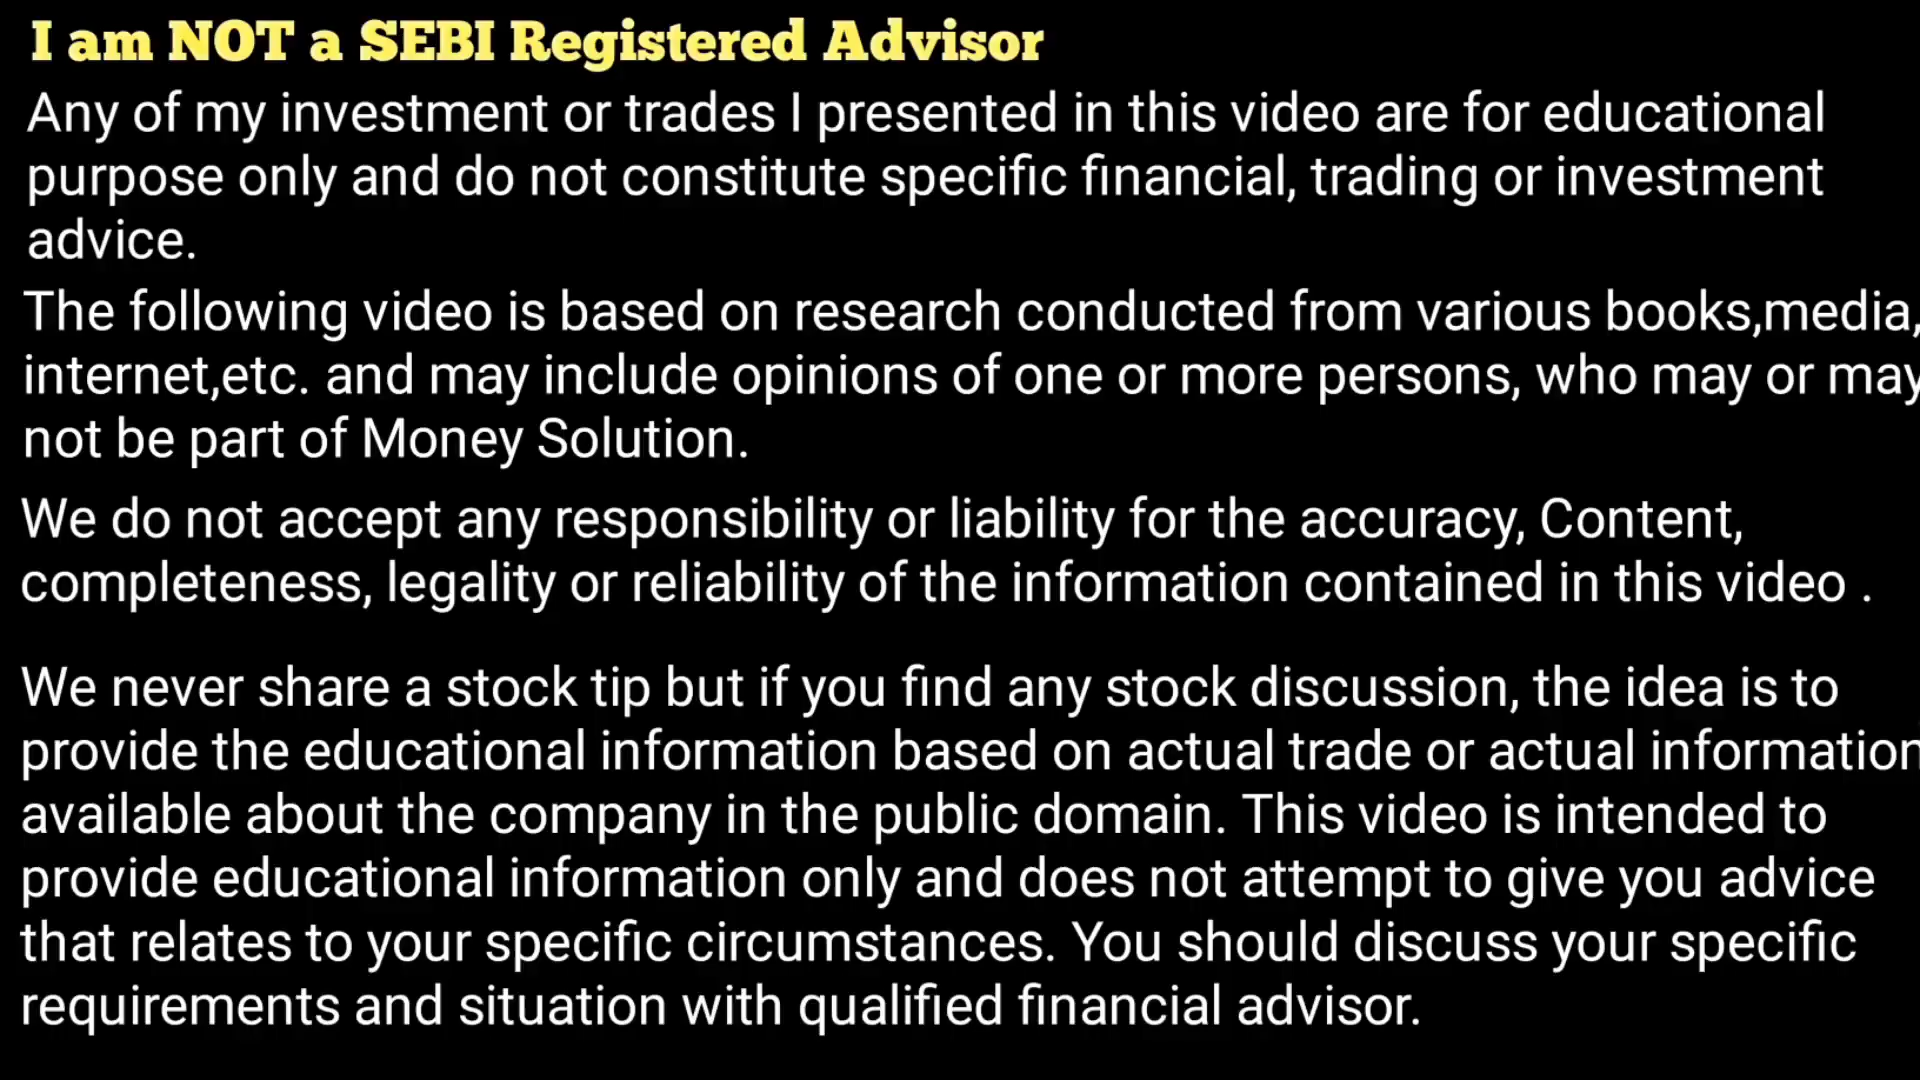 I am NOT a SEBI Registered Advisor
Any of my investment or trades I presented in this video are for educational
purpose only and do not constitute specific financial, trading or investment
advice.
The following video is based on research conducted from various books,media,
internet,etc. and may include opinions of one or more persons, who may or may
not be part of Money Solution.
We do not accept any responsibility or liability for the accuracy, Content,
completeness, legality or reliability of the information contained in this video .
We never share a stock tip but if you find any stock discussion, the idea is to
provide the educational information based on actual trade or actual information
available about the company in the public domain. This video is intended to
provide educational information only and does not attempt to give you advice
that relates to your specific circumstances. You should discuss your specific
requirements and situation with qualified financial advisor.